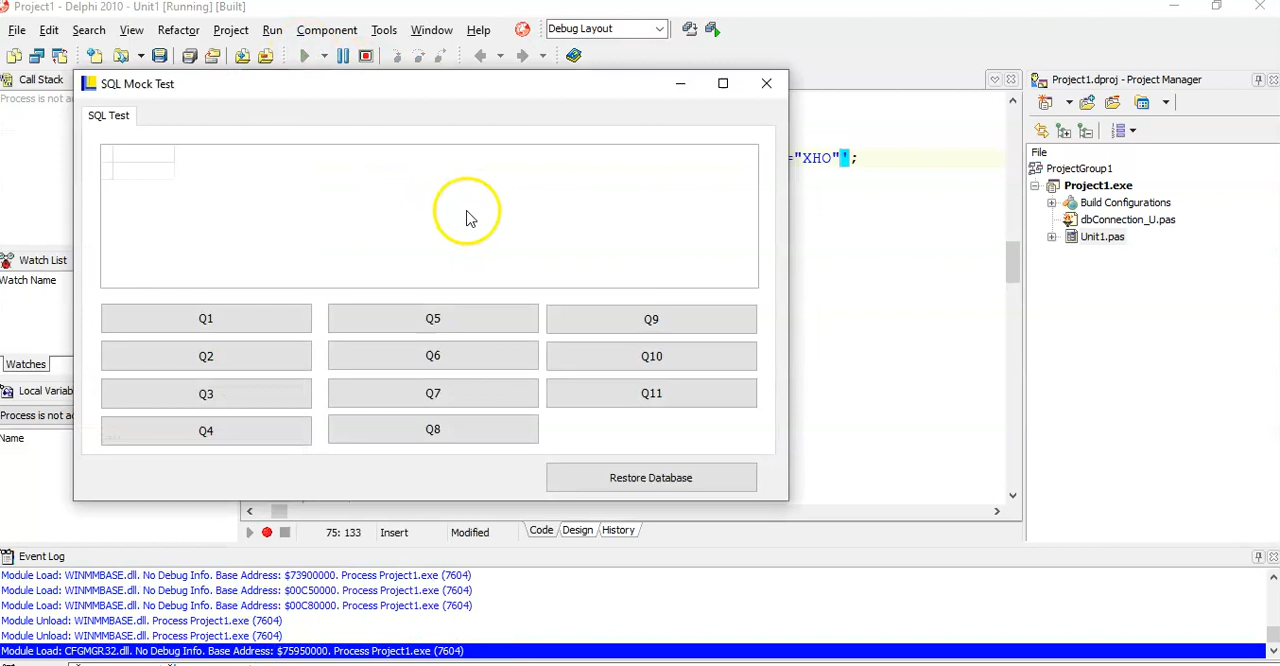 Project1 - Delphi 2010 - Unit1 [Running] [Built]
File Edit Search View Refactor Project Run Component Tools Window Help Debug Layout
Call Stack
Process is not a
SQL Mock Test
SQL Test
="XHO"';
Project1.dproj - Project Manager
File
ProjectGroup1
Project1.exe
Build Configurations
dbConnection_U.pas
Unit1.pas
Watch List
Watch Name
Watches
Local Variab
Process is not a
Name
Q1 Q5 Q9
Q2 Q6 Q10
Q3 Q7 Q11
Q4 Q8
Restore Database
75: 133 Insert Modified Code Design History
Event Log
Module Load: WINMMBASE.dll. No Debug Info. Base Address: $73900000. Process Project1.exe (7604)
Module Load: WINMMBASE.dll. No Debug Info. Base Address: $00C50000. Process Project1.exe (7604)
Module Load: WINMMBASE.dll. No Debug Info. Base Address: $00C80000. Process Project1.exe (7604)
Module Unload: WINMMBASE.dll. Process Project1.exe (7604)
Module Unload: WINMMBASE.dll. Process Project1.exe (7604)
Module Load: CFGMGR32.dll. No Debug Info. Base Address: $75950000. Process Project1.exe (7604)